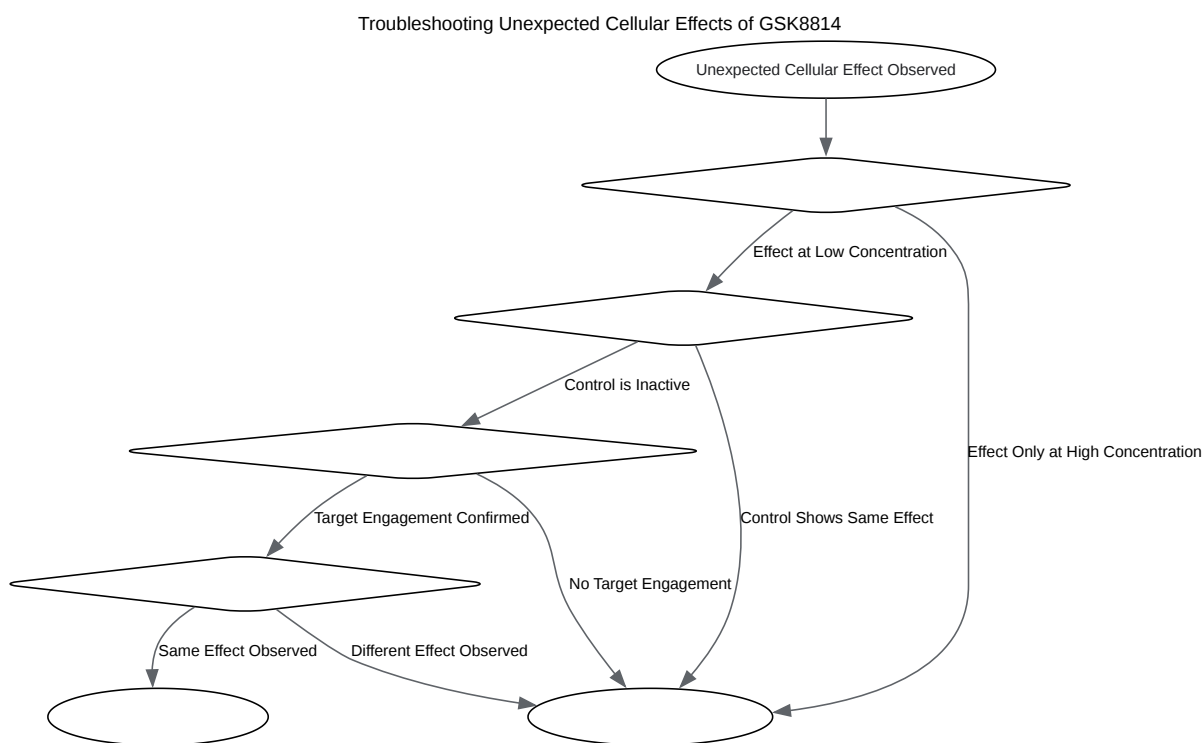 Troubleshooting Unexpected Cellular Effects of GSK8814
Unexpected Cellular Effect Observed
Effect at Low Concentration
Control is Inactive
Effect Only at High Concentration
Target Engagement Confirmed
Control Shows Same Effect
No Target Engagement
Same Effect Observed
Different Effect Observed